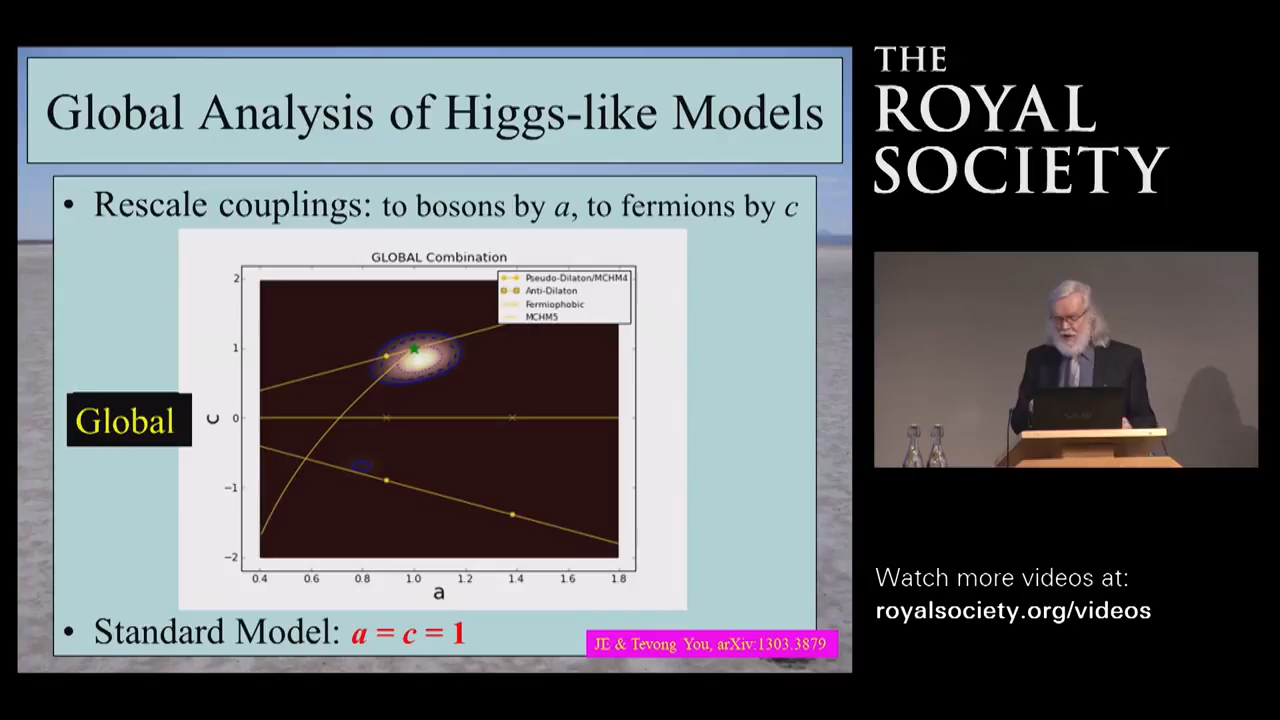 Global Analysis of Higgs-like Models
• Rescale couplings: to bosons by a, to fermions by c
GLOBAL Combination
Pseudo-Dilaton/MCHM4
Anti-Dilaton
Fermiophobic
MCHM5
2
1
0
−1
−2
c
Global
0.4 0.6 0.8 1.0 1.2 1.4 1.6 1.8
a
• Standard Model: a = c = 1
JE & Tevong You, arXiv:1303.3879
THE
ROYAL
SOCIETY
Watch more videos at:
royalsociety.org/videos